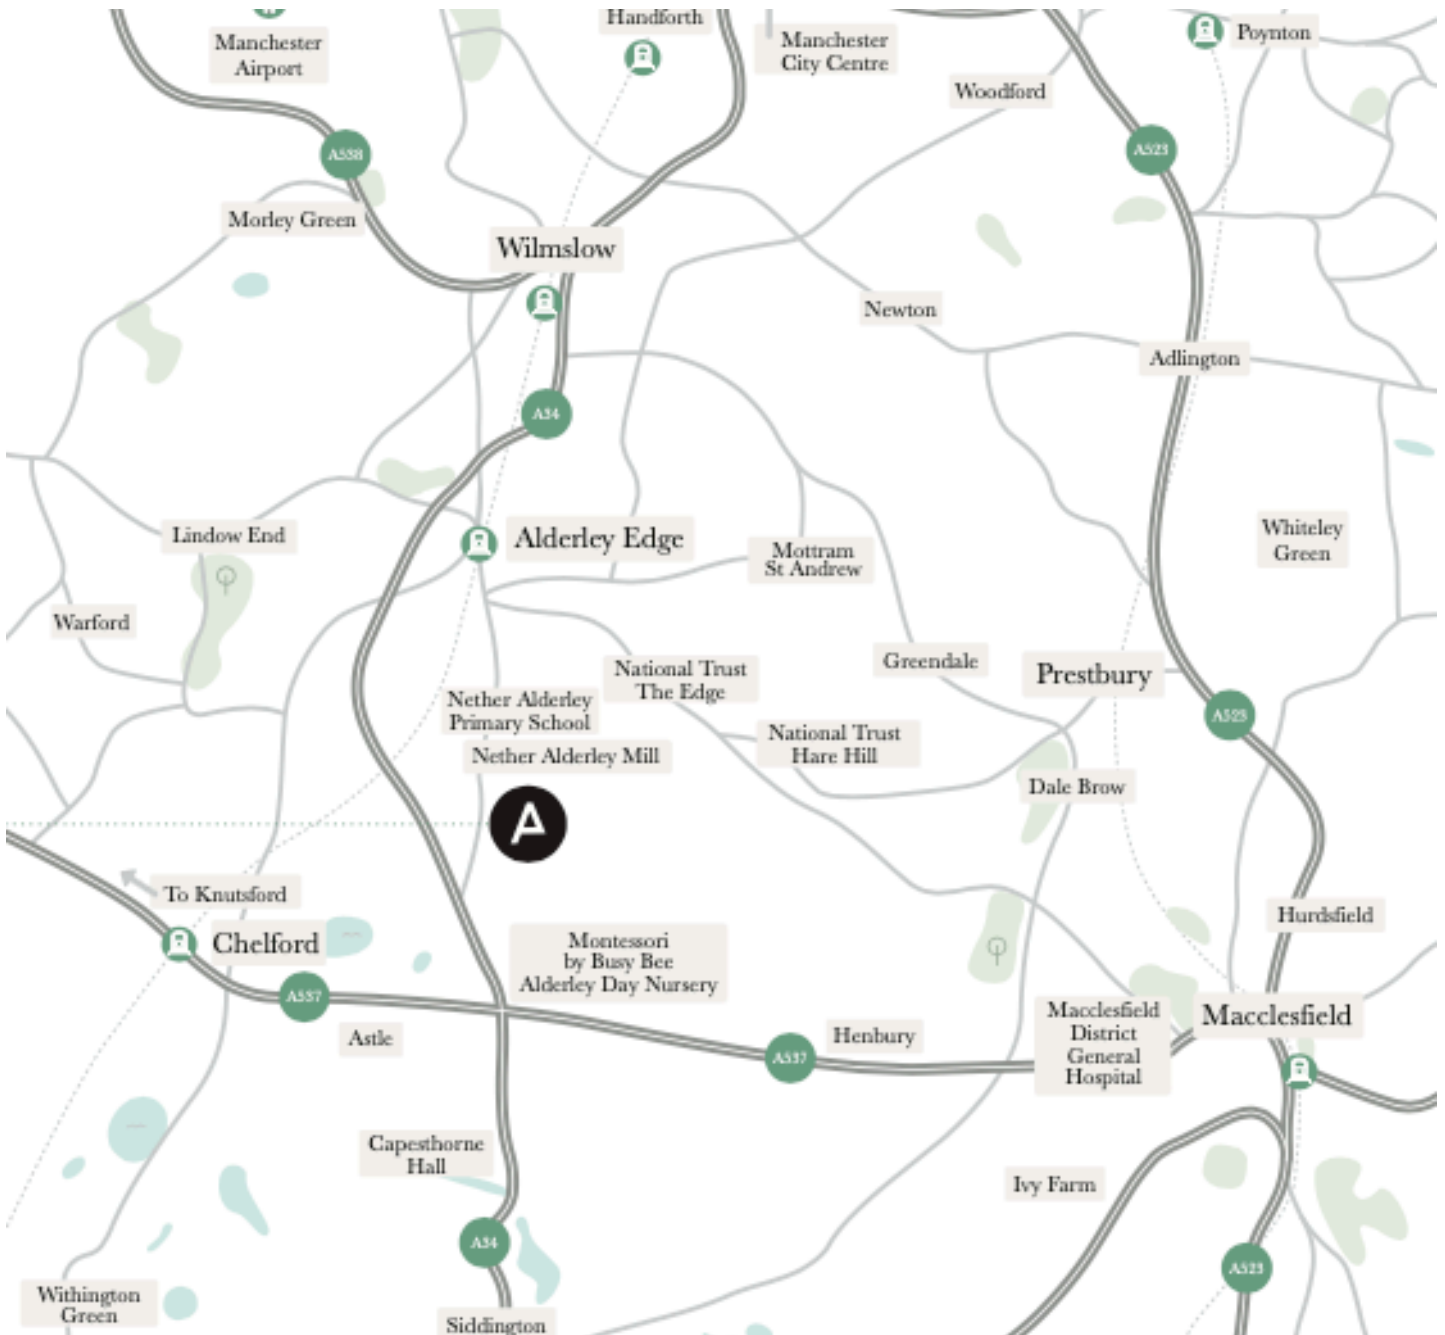 Handforth
Manchester
Airport
Manchester
City Centre
Poynton
Woodford
A538
A523
Morley Green
Wilmslow
Newton
Adlington
A34
Lindow End
Alderley Edge
Mottram
St Andrew
Whiteley
Green
Warford
National Trust
The Edge
Greendale
Prestbury
Nether Alderley
Primary School
A523
National Trust
Hare Hill
Nether Alderley Mill
Dale Brow
A
To Knutsford
Chelford
Hurdsfield
Montessori
by Busy Bee
Alderley Day Nursery
A537
Macclesfield
District
General
Hospital
Macclesfield
Astle
Henbury
A537
Capesthorne
Hall
Ivy Farm
A34
A523
Withington
Green
Siddington